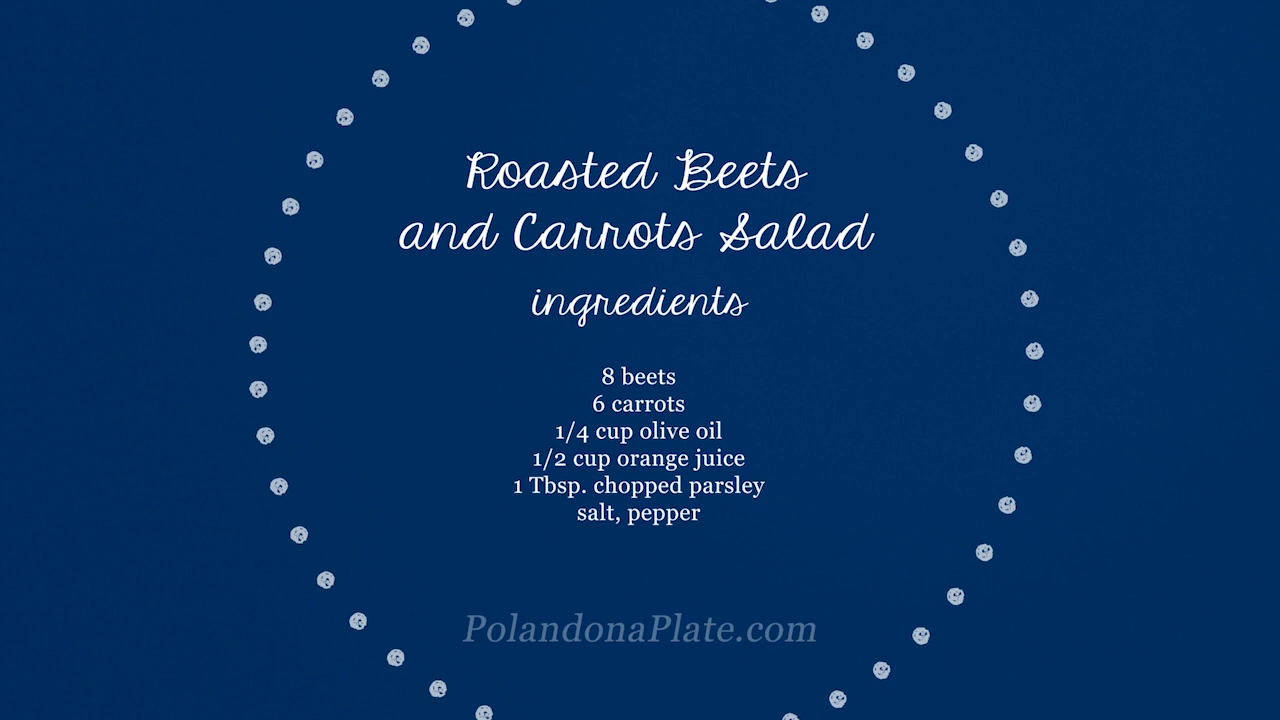 Roasted Beets
and Carrots Salad
ingredients
8 beets
6 carrots
1/4 cup olive oil
1/2 cup orange juice
1 Tbsp. chopped parsley
salt, pepper
PolandonaPlate.com